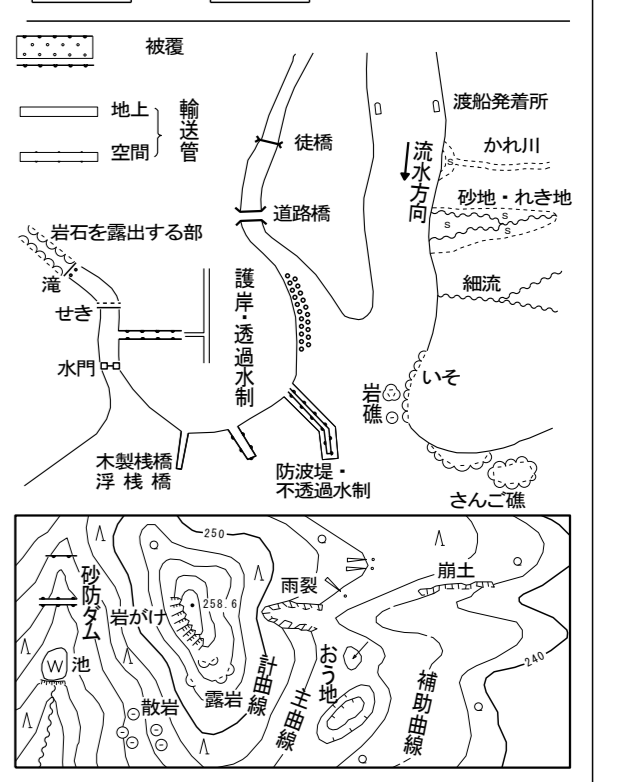 被覆
地上
空間
輸送管
徒橋
道路橋
渡船発着所
かれ川
流水方向
砂地・れき地
s
s
s
s
細流
岩石を露出する部
滝
せき
水門
護岸・透過水制
いそ
岩礁
木製桟橋
浮桟橋
防波堤・
不透過水制
さんご礁
250
砂防ダム
岩がけ
258.6
雨裂
崩土
W
池
計曲線
主曲線
おう地
補助曲線
240
散岩
露岩